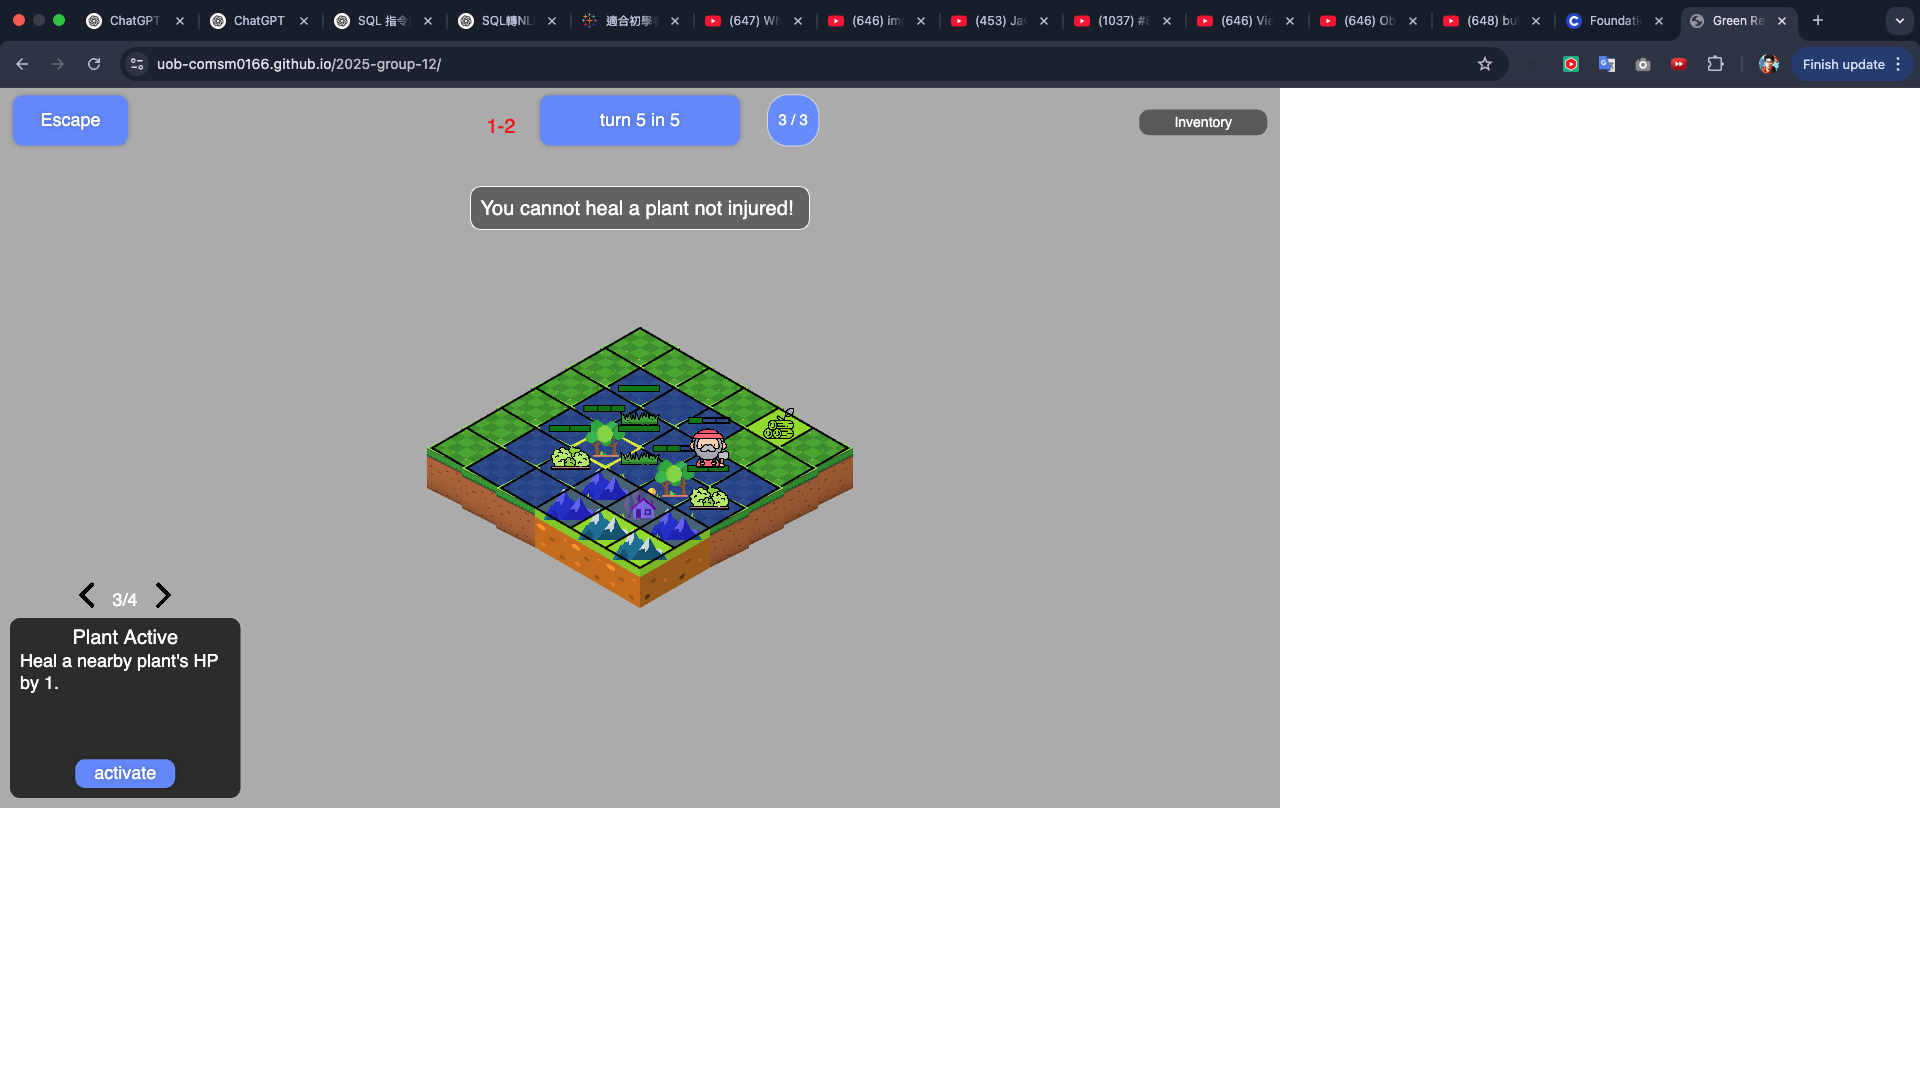 ChatGPT
ChatGPT
SQL 指令
SQL轉NL
適合初學
(647) Wh
(646) im
(453) Ja
(1037) #
(646) Vie
(646) Ob
(648) bu
Foundati
Green Re
uob-comsm0166.github.io/2025-group-12/
Finish update
Escape
1-2
turn 5 in 5
3 / 3
Inventory
You cannot heal a plant not injured!
3/4
Plant Active
Heal a nearby plant's HP
by 1.
activate